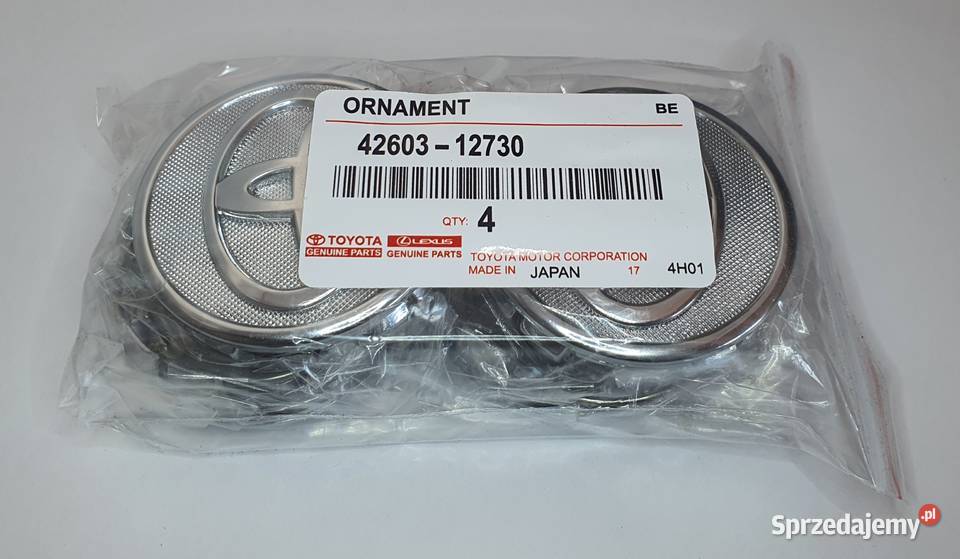 ORNAMENT BE
42603-12730
QTY: 4
TOYOTA LEXUS
GENUINE PARTS GENUINE PARTS
TOYOTA MOTOR CORPORATION
MADE IN JAPAN 17 4H01
Sprzedajemy.pl